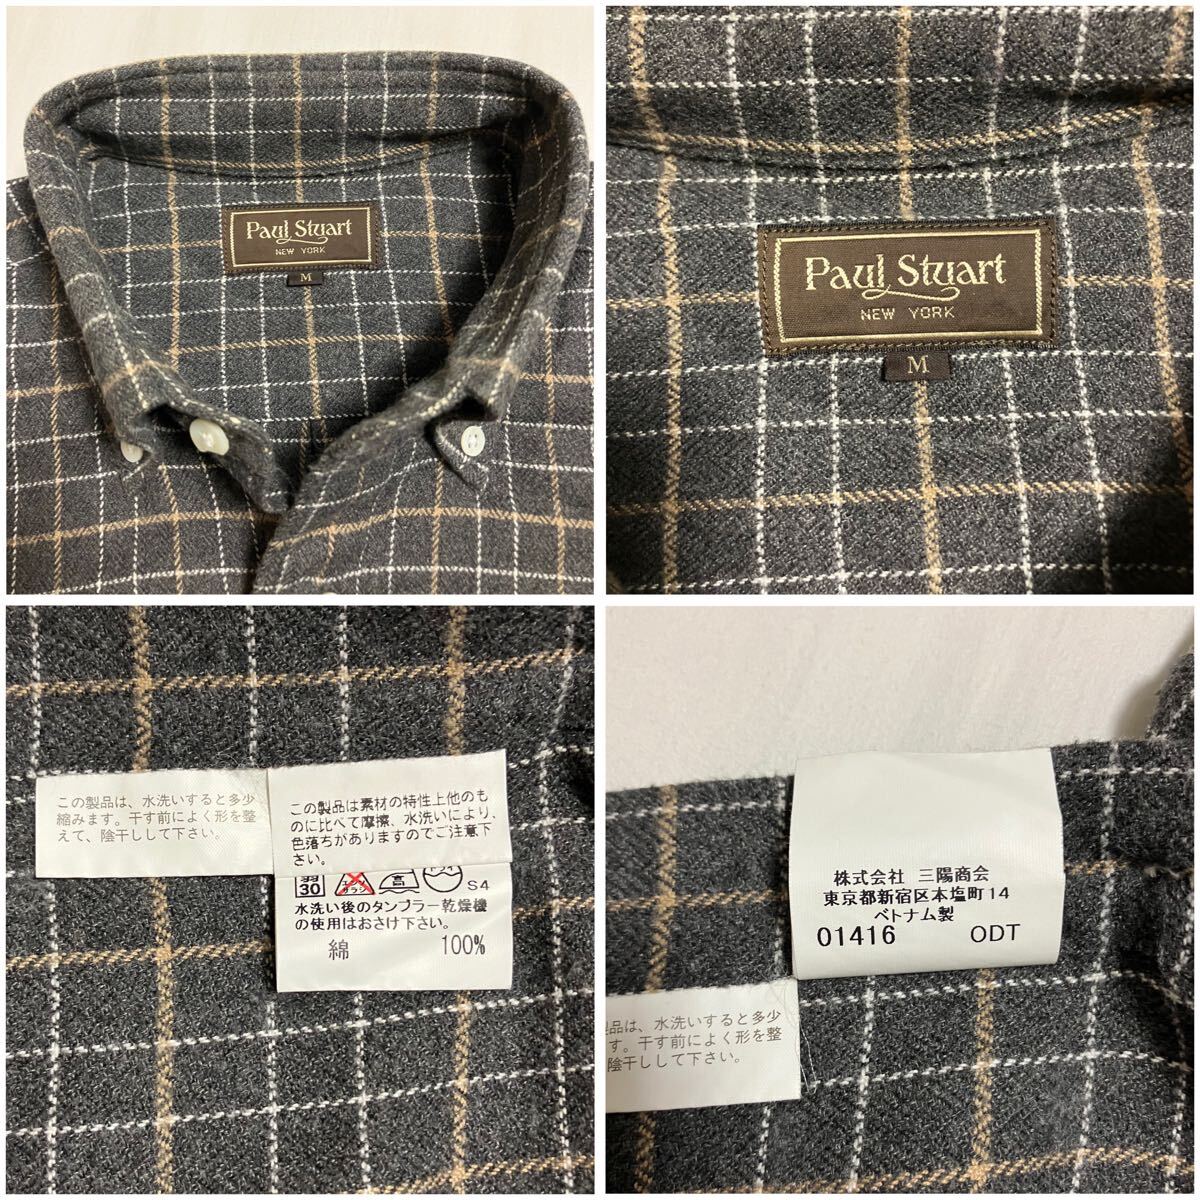 Paul Stuart
NEW YORK
M
Paul Stuart
NEW YORK
M
この製品は、水洗いすると多少
縮みます。干す前によく形を整
えて、陰干しして下さい。
この製品は素材の特性上他のも
のに比べて摩擦、水洗いにより、
色落ちがありますのでご注意下
さい。
30
高
S4
水洗い後のタンブラー乾燥機
の使用はおさけ下さい。
綿 100%
株式会社 三陽商会
東京都新宿区本塩町14
ベトナム製
01416 ODT
品は、水洗いすると多少
す。干す前によく形を整
陰干しして下さい。